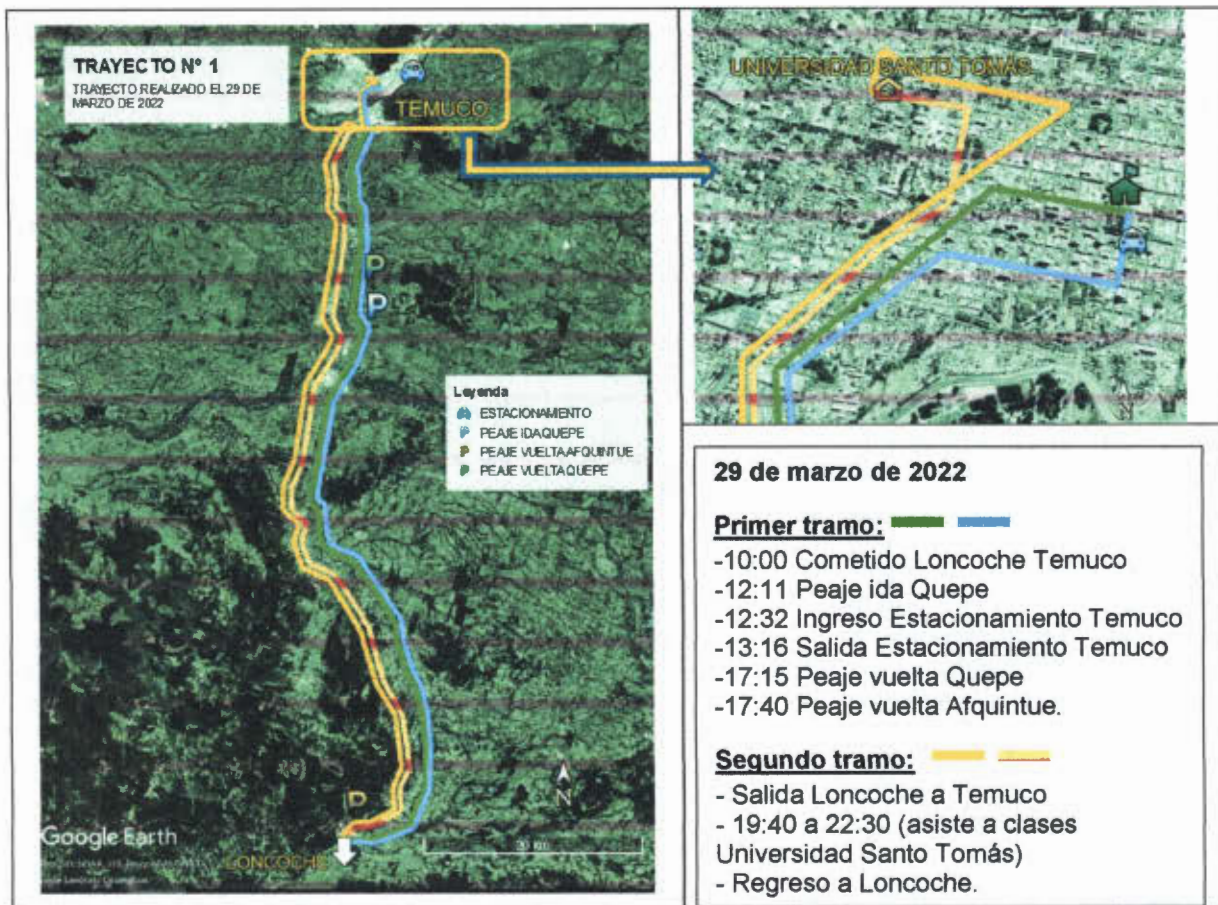 TRAYECTO N° 1
TRAYECTO REALIZADO EL 29 DE
MARZO DE 2022
TEMUCO
P
P
Leyenda
ESTACIONAMIENTO
P PEAJE IDA QUEPE
P PEAJE VUELTA AFQUINTUE
P PEAJE VUELTA QUEPE
P
N
Google Earth
LONCOCHE
20 km
UNIVERSIDAD SANTO TOMÁS
N
29 de marzo de 2022
Primer tramo:
-10:00 Cometido Loncoche Temuco
-12:11 Peaje ida Quepe
-12:32 Ingreso Estacionamiento Temuco
-13:16 Salida Estacionamiento Temuco
-17:15 Peaje vuelta Quepe
-17:40 Peaje vuelta Afquintue.
Segundo tramo:
- Salida Loncoche a Temuco
- 19:40 a 22:30 (asiste a clases
Universidad Santo Tomás)
- Regreso a Loncoche.